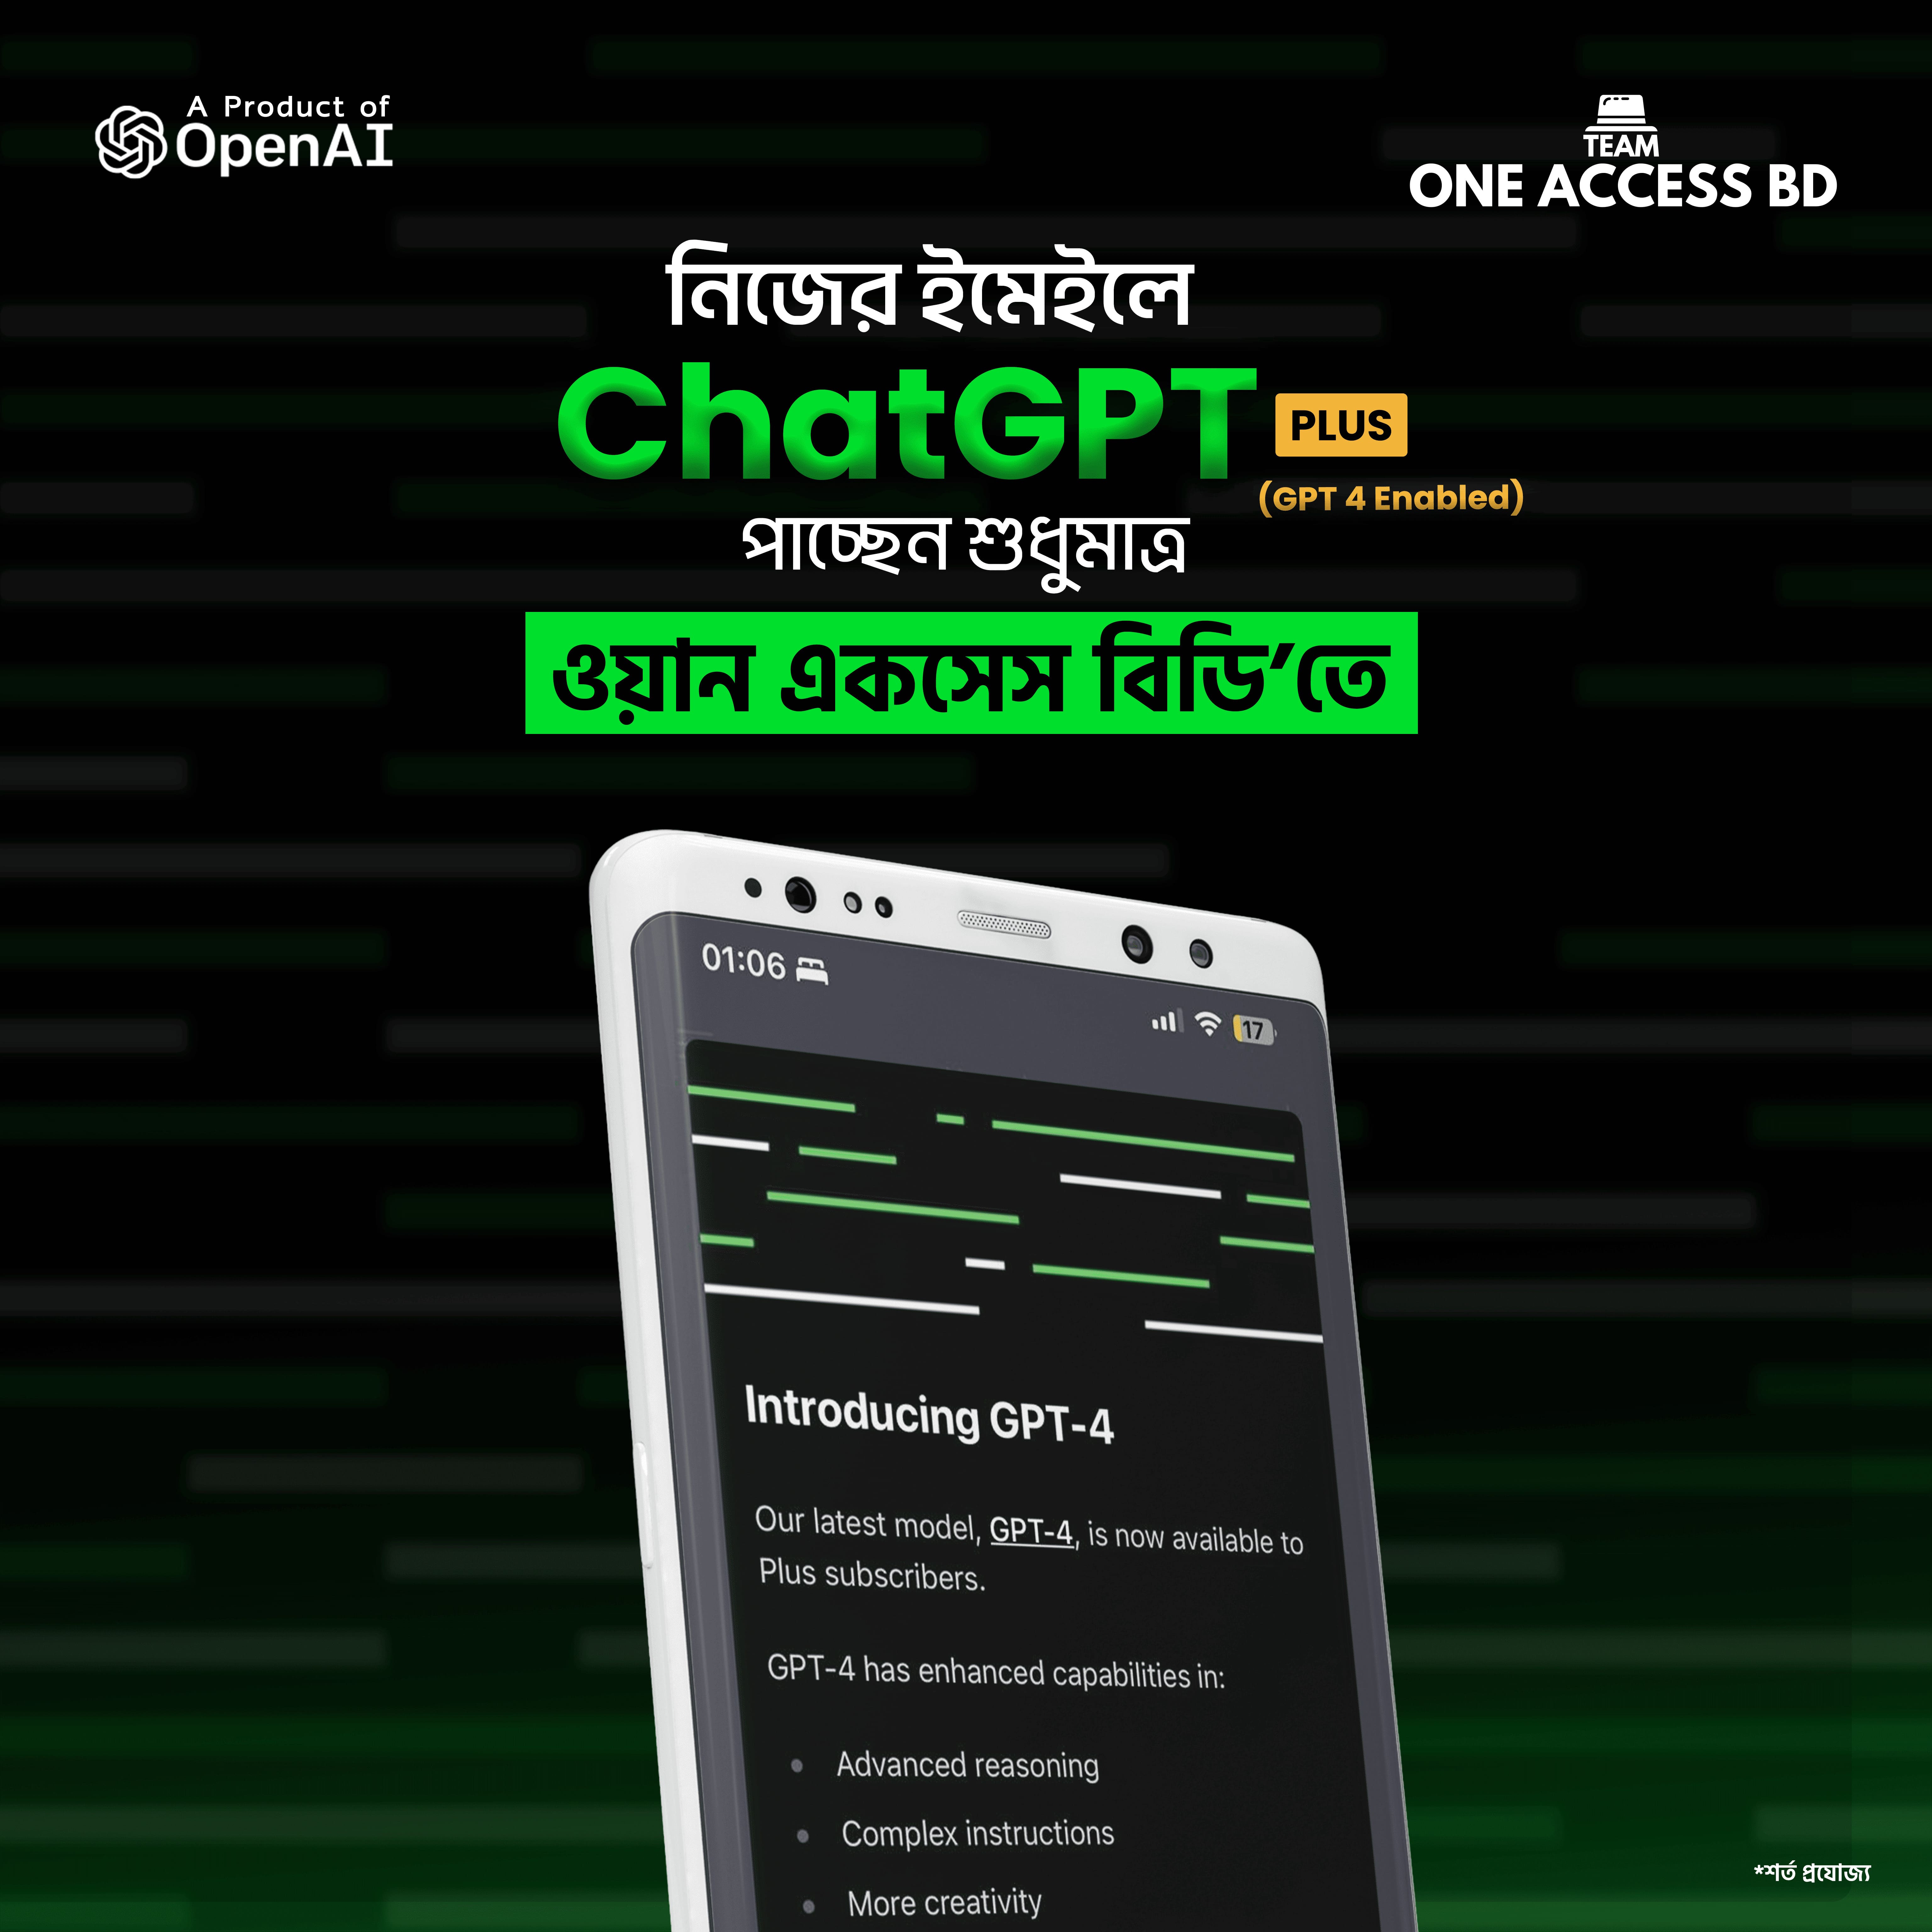 A Product of
OpenAI
TEAM
ONE ACCESS BD
নিজের ইমেইলে
ChatGPT PLUS
(GPT 4 Enabled)
পাচ্ছেন শুধুমাত্র
ওয়ান একসেস বিডি’তে
01:06
17
Introducing GPT-4
Our latest model, GPT-4, is now available to
Plus subscribers.
GPT-4 has enhanced capabilities in:
• Advanced reasoning
• Complex instructions
• More creativity
*শর্ত প্রযোজ্য